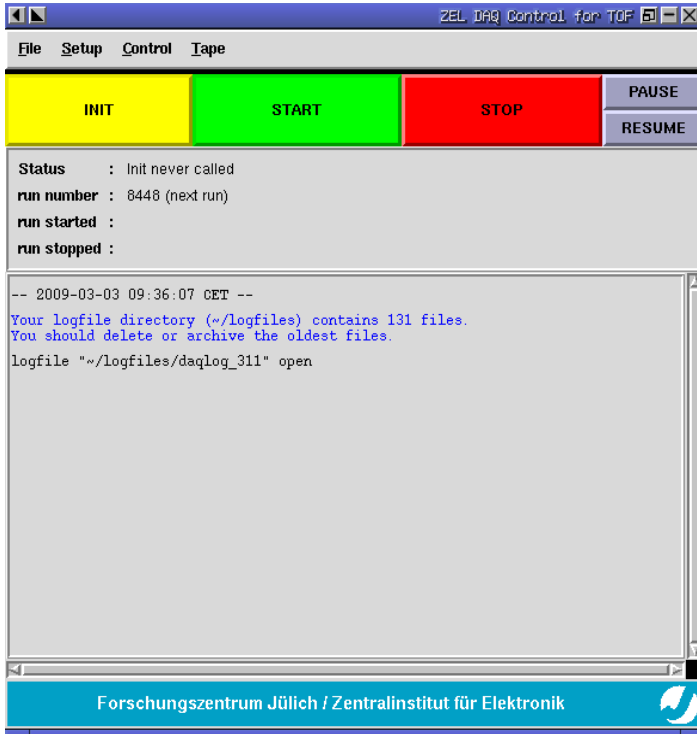 ZEL DAQ Control for TOF
File Setup Control Tape
INIT START STOP PAUSE
RESUME
Status : Init never called
run number : 8448 (next run)
run started :
run stopped :
-- 2009-03-03 09:36:07 CET --
Your logfile directory (~/logfiles) contains 131 files.
You should delete or archive the oldest files.
logfile "~/logfiles/daqlog_311" open
Forschungszentrum Jülich / Zentralinstitut für Elektronik